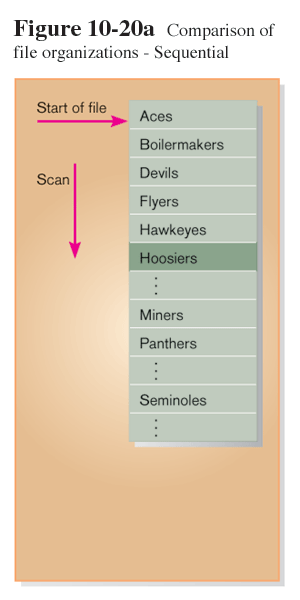 Figure 10-20a Comparison of
file organizations - Sequential
Start of file
Scan
Aces
Boilermakers
Devils
Flyers
Hawkeyes
Hoosiers
⋮
Miners
Panthers
⋮
Seminoles
⋮